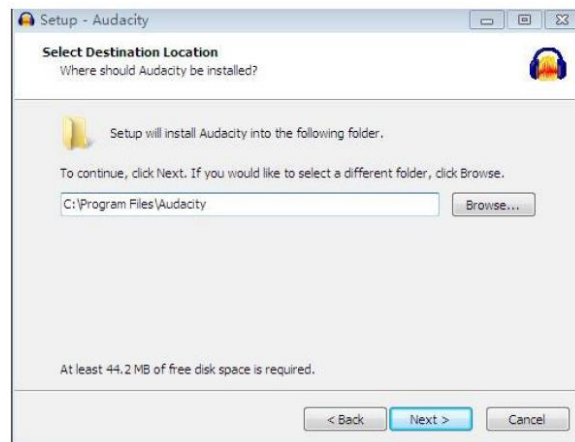 Setup - Audacity
Select Destination Location
Where should Audacity be installed?
Setup will install Audacity into the following folder.
To continue, click Next. If you would like to select a different folder, click Browse.
C:\Program Files\Audacity
Browse...
At least 44.2 MB of free disk space is required.
< Back
Next >
Cancel